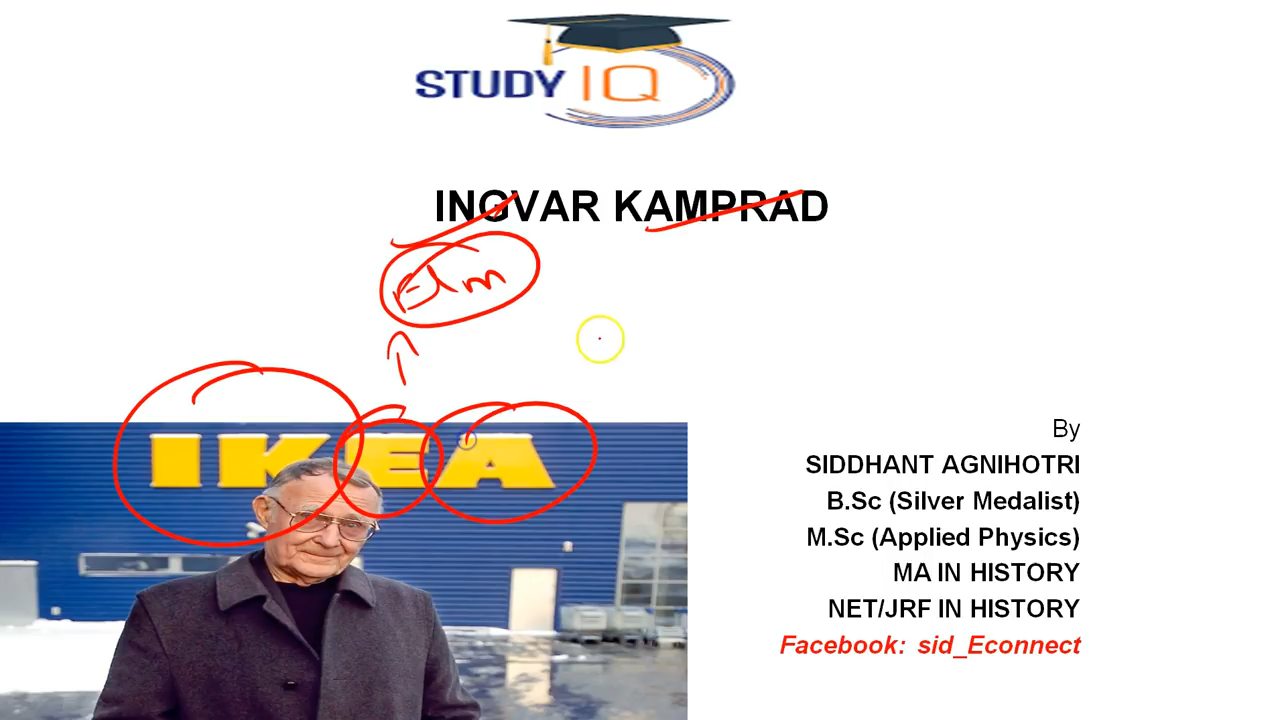 STUDY IQ
INGVAR KAMPRAD
Elm
IKEA
By
SIDDHANT AGNIHOTRI
B.Sc (Silver Medalist)
M.Sc (Applied Physics)
MA IN HISTORY
NET/JRF IN HISTORY
Facebook: sid_Econnect